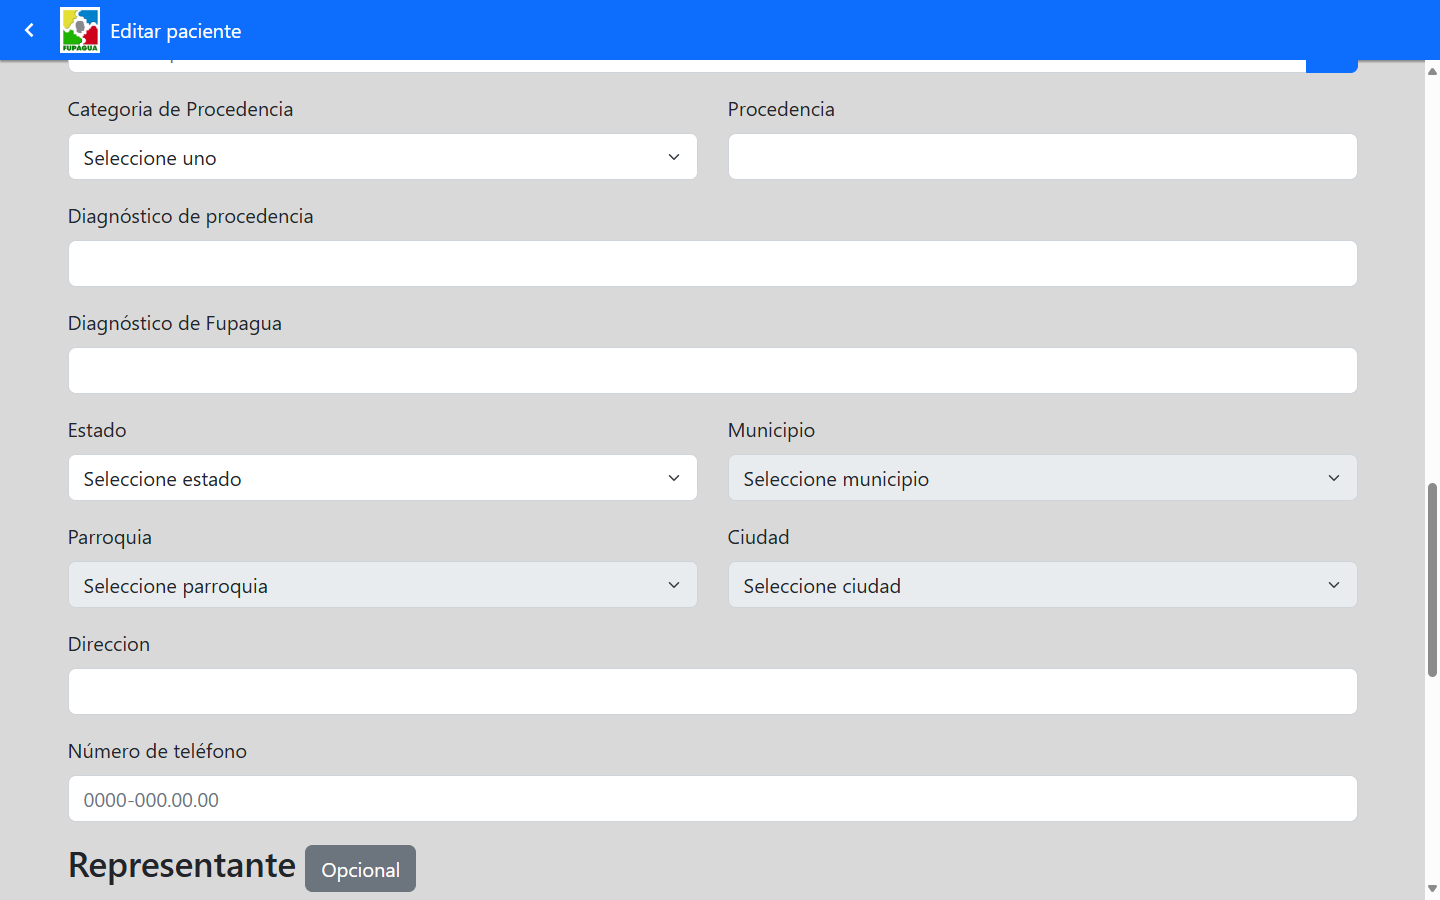 FUPAGUA
Editar paciente
Categoria de Procedencia
Procedencia
Seleccione uno
Diagnóstico de procedencia
Diagnóstico de Fupagua
Estado
Municipio
Seleccione estado
Seleccione municipio
Parroquia
Ciudad
Seleccione parroquia
Seleccione ciudad
Direccion
Número de teléfono
0000-000.00.00
Representante Opcional